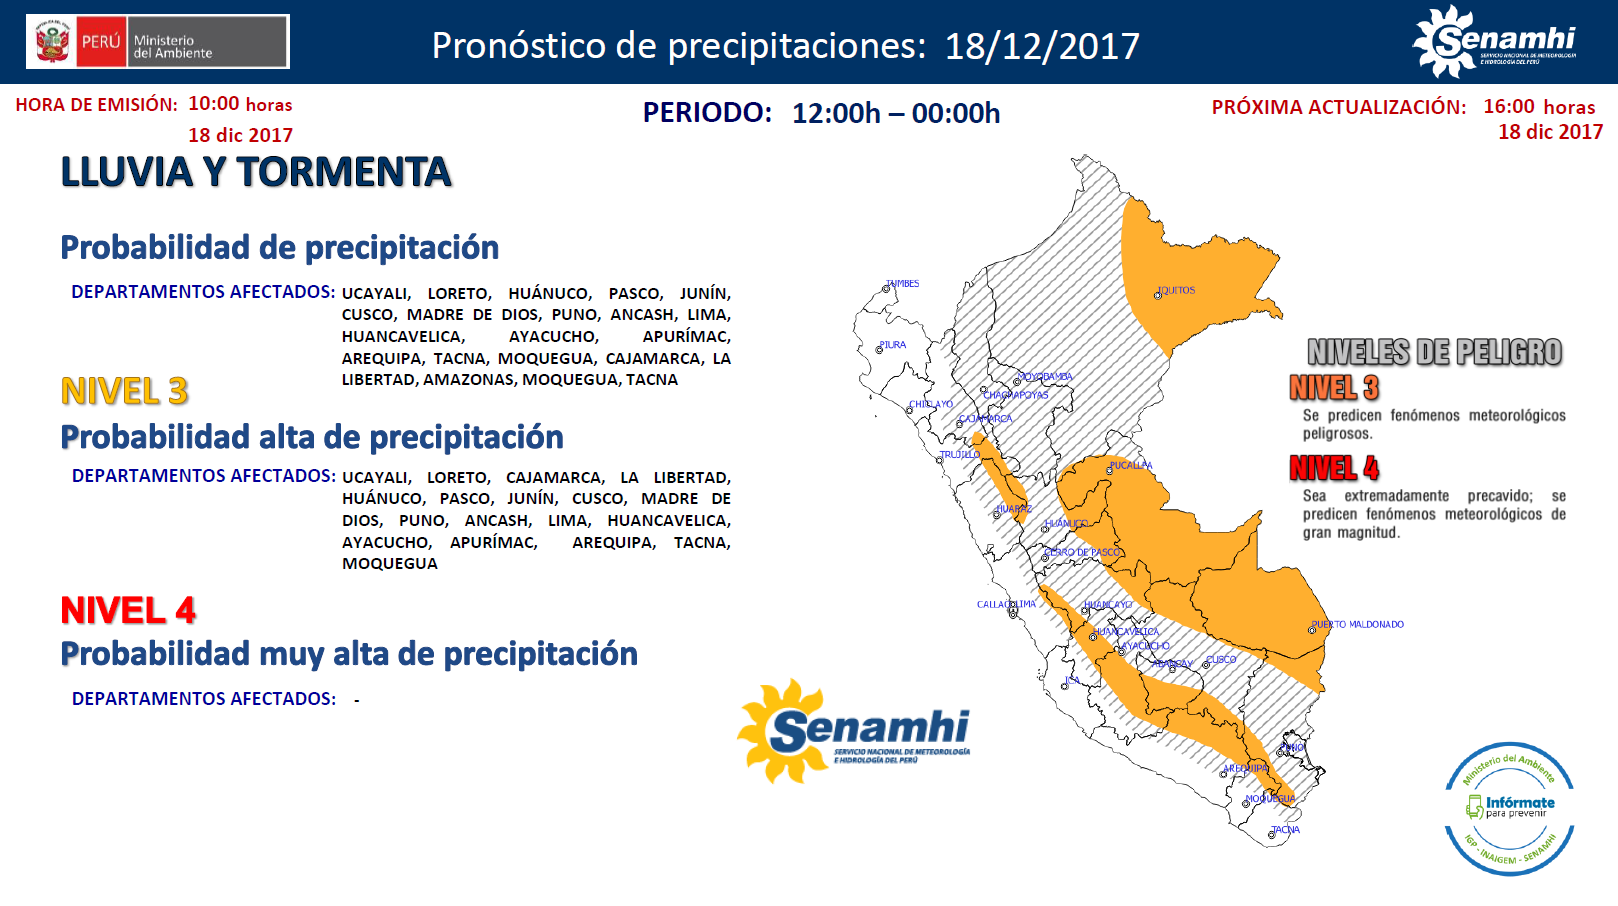 PERÚ
Ministerio
del Ambiente
Pronóstico de precipitaciones: 18/12/2017
Senamhi
SERVICIO NACIONAL DE METEOROLOGÍA
E HIDROLOGÍA DEL PERÚ
HORA DE EMISIÓN: 10:00 horas
18 dic 2017
PERIODO: 12:00h – 00:00h
PRÓXIMA ACTUALIZACIÓN: 16:00 horas
18 dic 2017
LLUVIA Y TORMENTA
Probabilidad de precipitación
DEPARTAMENTOS AFECTADOS: UCAYALI, LORETO, HUÁNUCO, PASCO, JUNÍN,
CUSCO, MADRE DE DIOS, PUNO, ANCASH, LIMA,
HUANCAVELICA, AYACUCHO, APURÍMAC,
AREQUIPA, TACNA, MOQUEGUA, CAJAMARCA, LA
LIBERTAD, AMAZONAS, MOQUEGUA, TACNA
NIVEL 3
Probabilidad alta de precipitación
DEPARTAMENTOS AFECTADOS: UCAYALI, LORETO, CAJAMARCA, LA LIBERTAD,
HUÁNUCO, PASCO, JUNÍN, CUSCO, MADRE DE
DIOS, PUNO, ANCASH, LIMA, HUANCAVELICA,
AYACUCHO, APURÍMAC, AREQUIPA, TACNA,
MOQUEGUA
NIVEL 4
Probabilidad muy alta de precipitación
DEPARTAMENTOS AFECTADOS: -
TUMBES
IQUITOS
PIURA
MOYOBAMBA
CHACHAPOYAS
CHICLAYO
CAJAMARCA
TRUJILLO
PUCALLPA
HUARAZ
HUÁNUCO
CERRO DE PASCO
CALLAO LIMA
HUANCAYO
PUERTO MALDONADO
HUANCAVELICA
AYACUCHO
ABANCAY
CUSCO
ICA
PUNO
AREQUIPA
MOQUEGUA
TACNA
NIVELES DE PELIGRO
NIVEL 3
Se predicen fenómenos meteorológicos
peligrosos.
NIVEL 4
Sea extremadamente precavido; se
predicen fenómenos meteorológicos de
gran magnitud.
Senamhi
SERVICIO NACIONAL DE METEOROLOGÍA
E HIDROLOGÍA DEL PERÚ
Ministerio del Ambiente
Infórmate
para prevenir
IGP - INAIGEM - SENAMHI